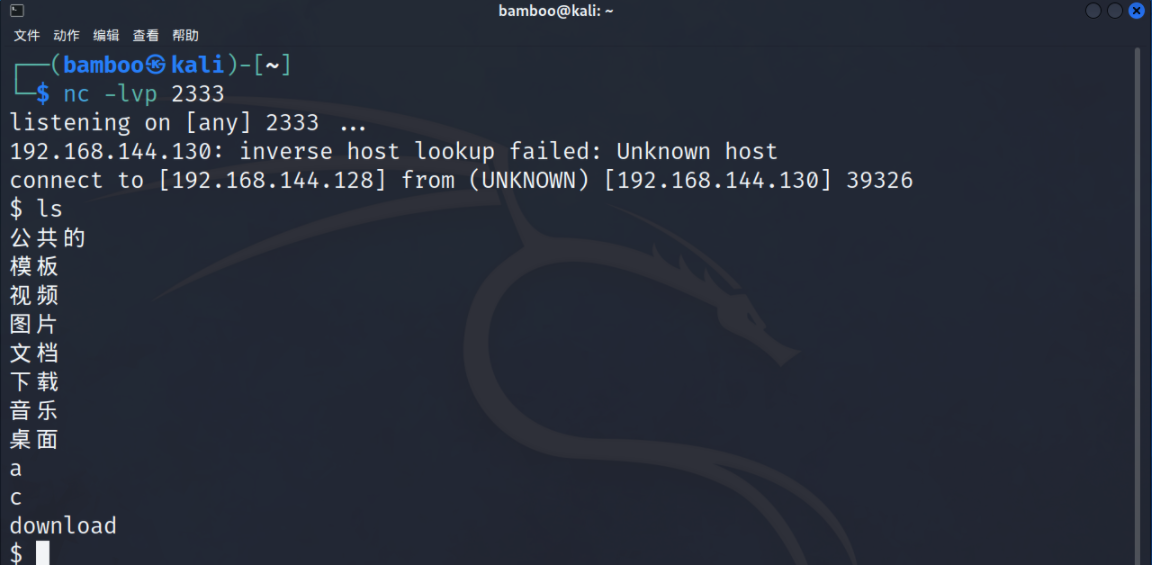 bamboo@kali: ~
文件 动作 编辑 查看 帮助
┌──(bamboo㉿kali)-[~]
└─$ nc -lvp 2333
listening on [any] 2333 ...
192.168.144.130: inverse host lookup failed: Unknown host
connect to [192.168.144.128] from (UNKNOWN) [192.168.144.130] 39326
$ ls
公共的
模板
视频
图片
文档
下载
音乐
桌面
a
c
download
$